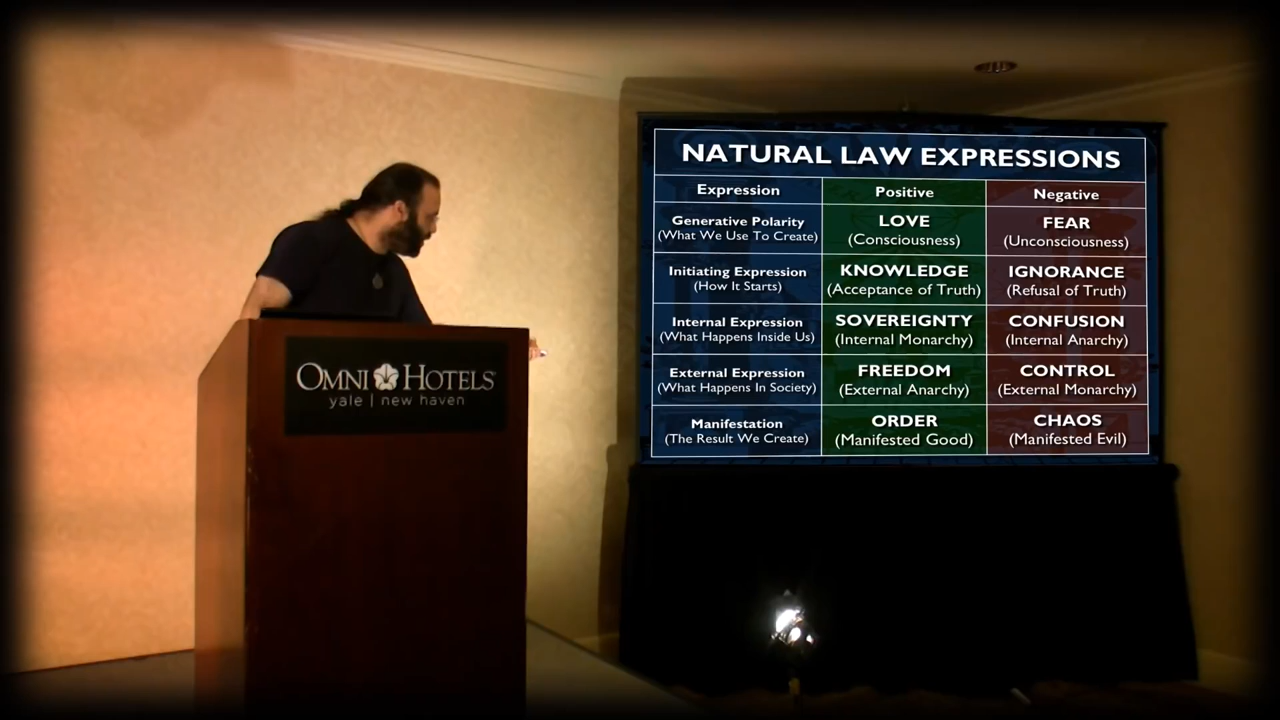 NATURAL LAW EXPRESSIONS
Expression Positive Negative
Generative Polarity
(What We Use To Create)
LOVE
(Consciousness)
FEAR
(Unconsciousness)
Initiating Expression
(How It Starts)
KNOWLEDGE
(Acceptance of Truth)
IGNORANCE
(Refusal of Truth)
Internal Expression
(What Happens Inside Us)
SOVEREIGNTY
(Internal Monarchy)
CONFUSION
(Internal Anarchy)
External Expression
(What Happens In Society)
FREEDOM
(External Anarchy)
CONTROL
(External Monarchy)
Manifestation
(The Result We Create)
ORDER
(Manifested Good)
CHAOS
(Manifested Evil)
OMNI HOTELS
yale | new haven